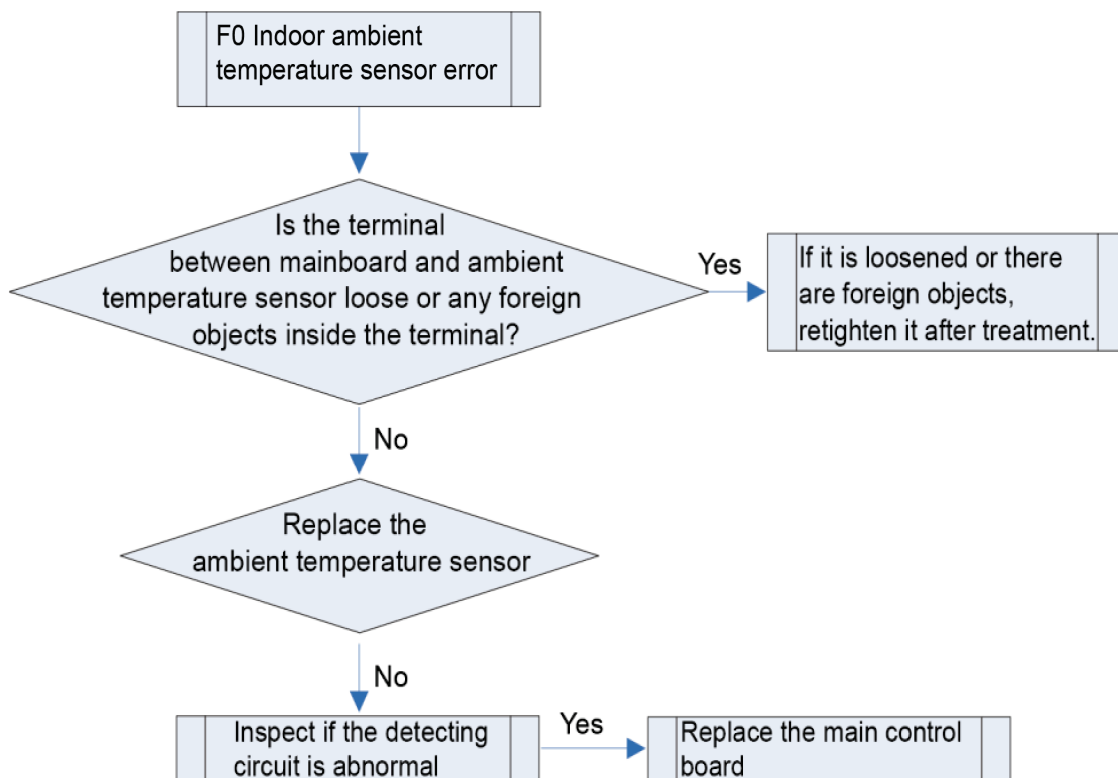 F0 Indoor ambient
temperature sensor error
Is the terminal
between mainboard and ambient
temperature sensor loose or any foreign
objects inside the terminal?
Yes
If it is loosened or there
are foreign objects,
retighten it after treatment.
No
Replace the
ambient temperature sensor
No
Inspect if the detecting
circuit is abnormal
Yes
Replace the main control
board